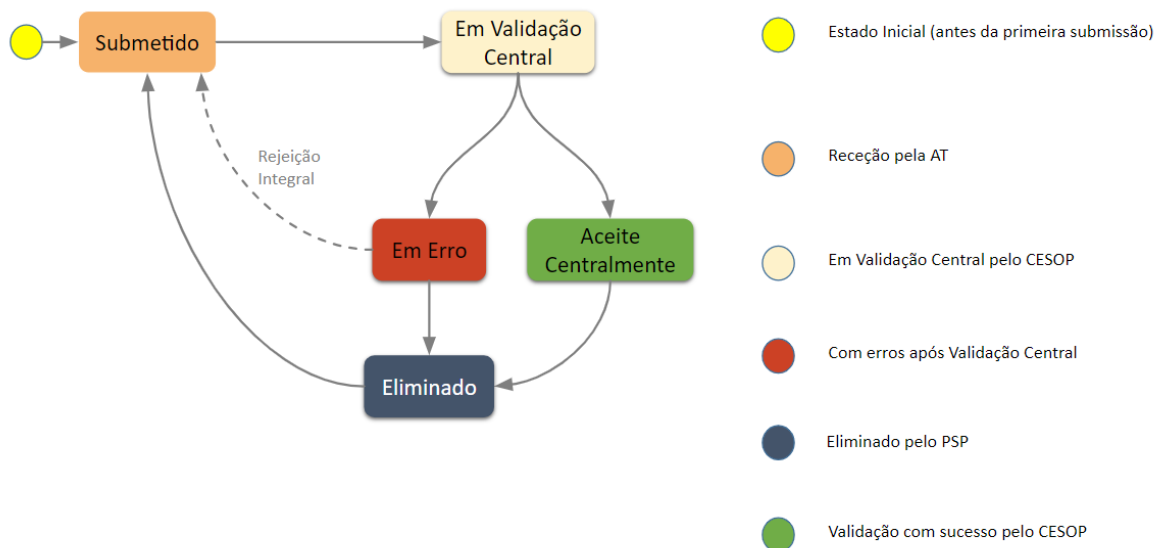 Submetido
Em Validação
Central
Rejeição
Integral
Em Erro
Aceite
Centralmente
Eliminado
Estado Inicial (antes da primeira submissão)
Receção pela AT
Em Validação Central pelo CESOP
Com erros após Validação Central
Eliminado pelo PSP
Validação com sucesso pelo CESOP